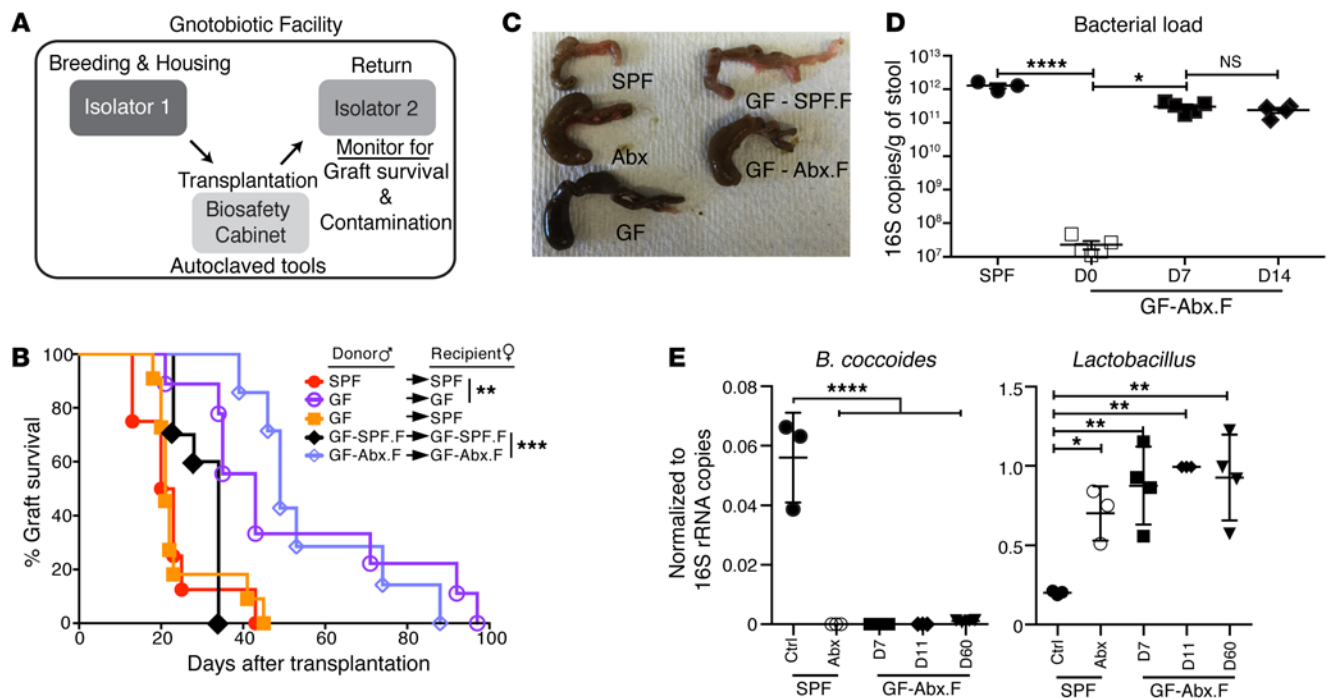 A
Gnotobiotic Facility
Breeding & Housing
Isolator 1
Return
Isolator 2
Monitor for
Graft survival
&
Contamination
Transplantation
Biosafety
Cabinet
Autoclaved tools
B
% Graft survival
100
80
60
40
20
0
0 20 40 60 80 100
Days after transplantation
Donor♂ Recipient♀
SPF SPF
GF GF
**
GF SPF
GF-SPF.F GF-SPF.F
GF-Abx.F GF-Abx.F
***
C
SPF
GF - SPF.F
Abx
GF - Abx.F
GF
D
Bacterial load
16S copies/g of stool
10¹³
10¹²
10¹¹
10¹⁰
10⁹
10⁸
10⁷
**** * NS
SPF D0 D7 D14
GF-Abx.F
E
B. coccoides
Normalized to
16S rRNA copies
0.08
0.06
0.04
0.02
0
****
Ctrl Abx D7 D11 D60
SPF GF-Abx.F
Lactobacillus
1.5
1.0
0.5
0
**
**
**
*
Ctrl Abx D7 D11 D60
SPF GF-Abx.F